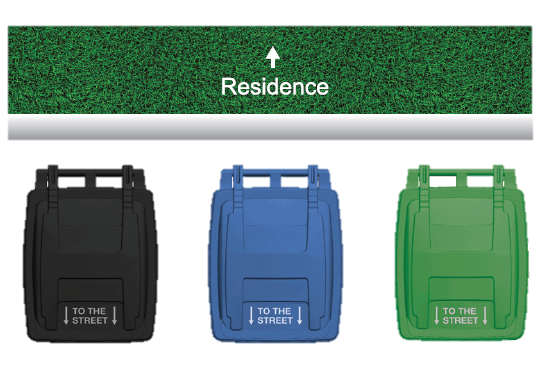 Residence
TO THE
STREET
TO THE
STREET
TO THE
STREET